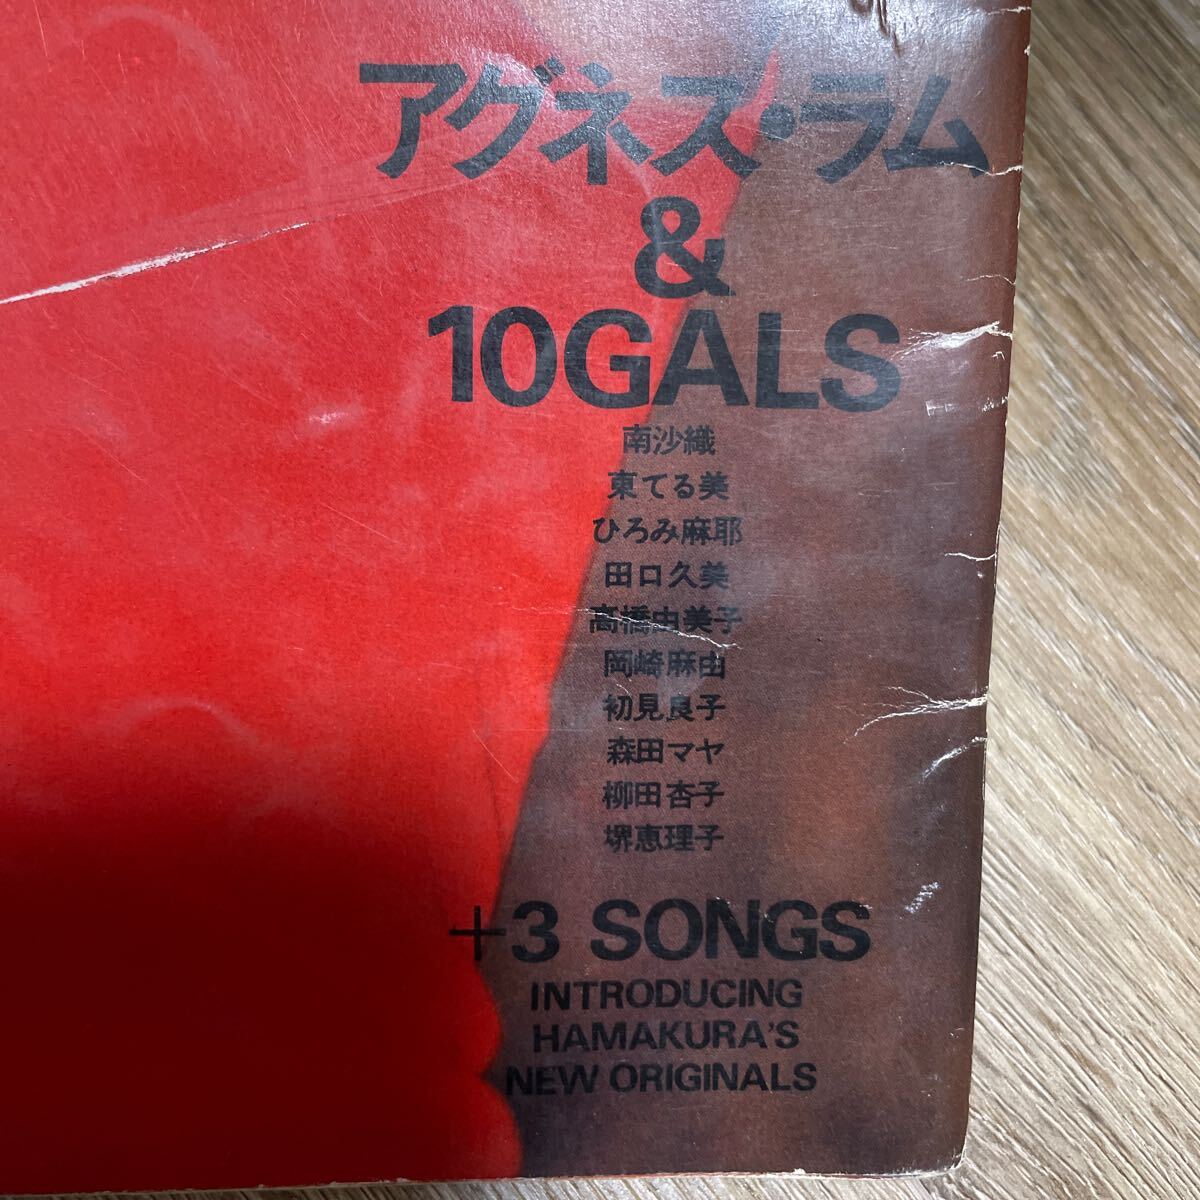 アグネス・ラム
&
10GALS
南沙織
東てる美
ひろみ麻耶
田口久美
高橋由美子
岡崎麻由
初見良子
森田マヤ
柳田杏子
堺恵理子
+3 SONGS
INTRODUCING
HAMAKURA'S
NEW ORIGINALS